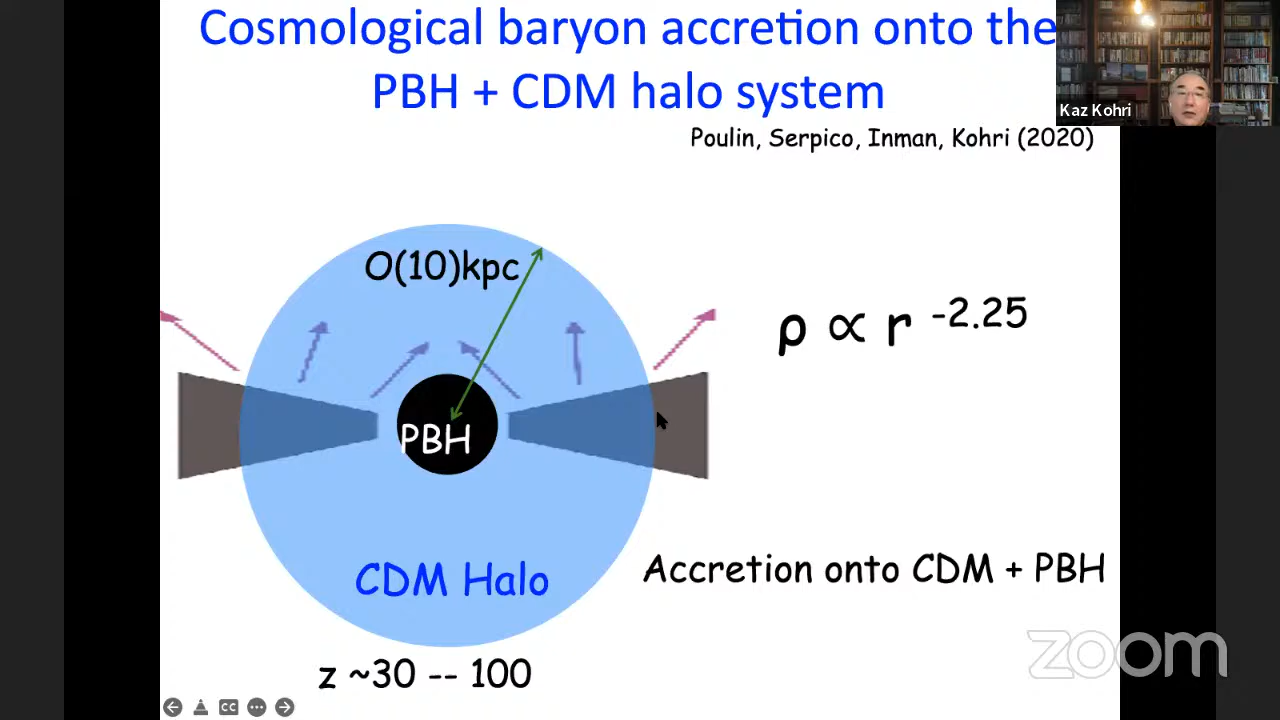 Cosmological baryon accretion onto the
PBH + CDM halo system
Kaz Kohri
Poulin, Serpico, Inman, Kohri (2020)
O(10)kpc
ρ ∝ r -2.25
PBH
CDM Halo
Accretion onto CDM + PBH
z ~30 -- 100
zoom
CC